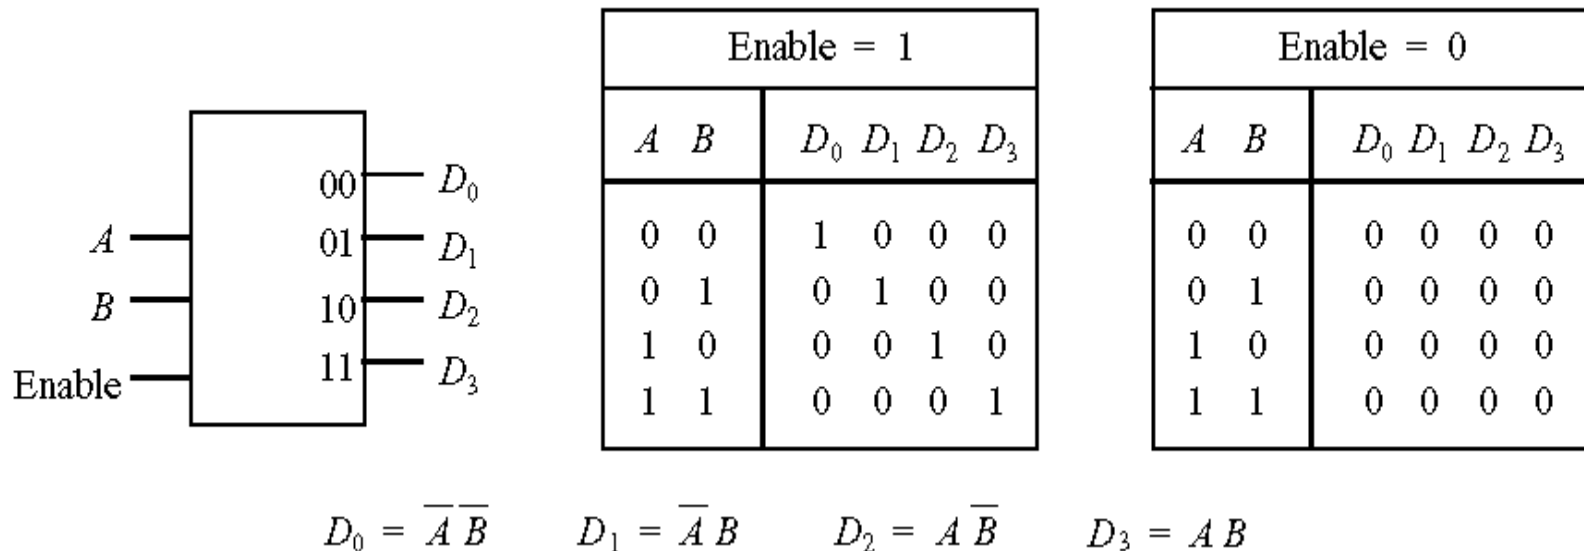 00 D₀
A 01 D₁
B 10 D₂
Enable 11 D₃
Enable = 1
A B D₀ D₁ D₂ D₃
0 0 1 0 0 0
0 1 0 1 0 0
1 0 0 0 1 0
1 1 0 0 0 1
Enable = 0
A B D₀ D₁ D₂ D₃
0 0 0 0 0 0
0 1 0 0 0 0
1 0 0 0 0 0
1 1 0 0 0 0
D₀ = A̅ B̅ D₁ = A̅ B D₂ = A B̅ D₃ = A B